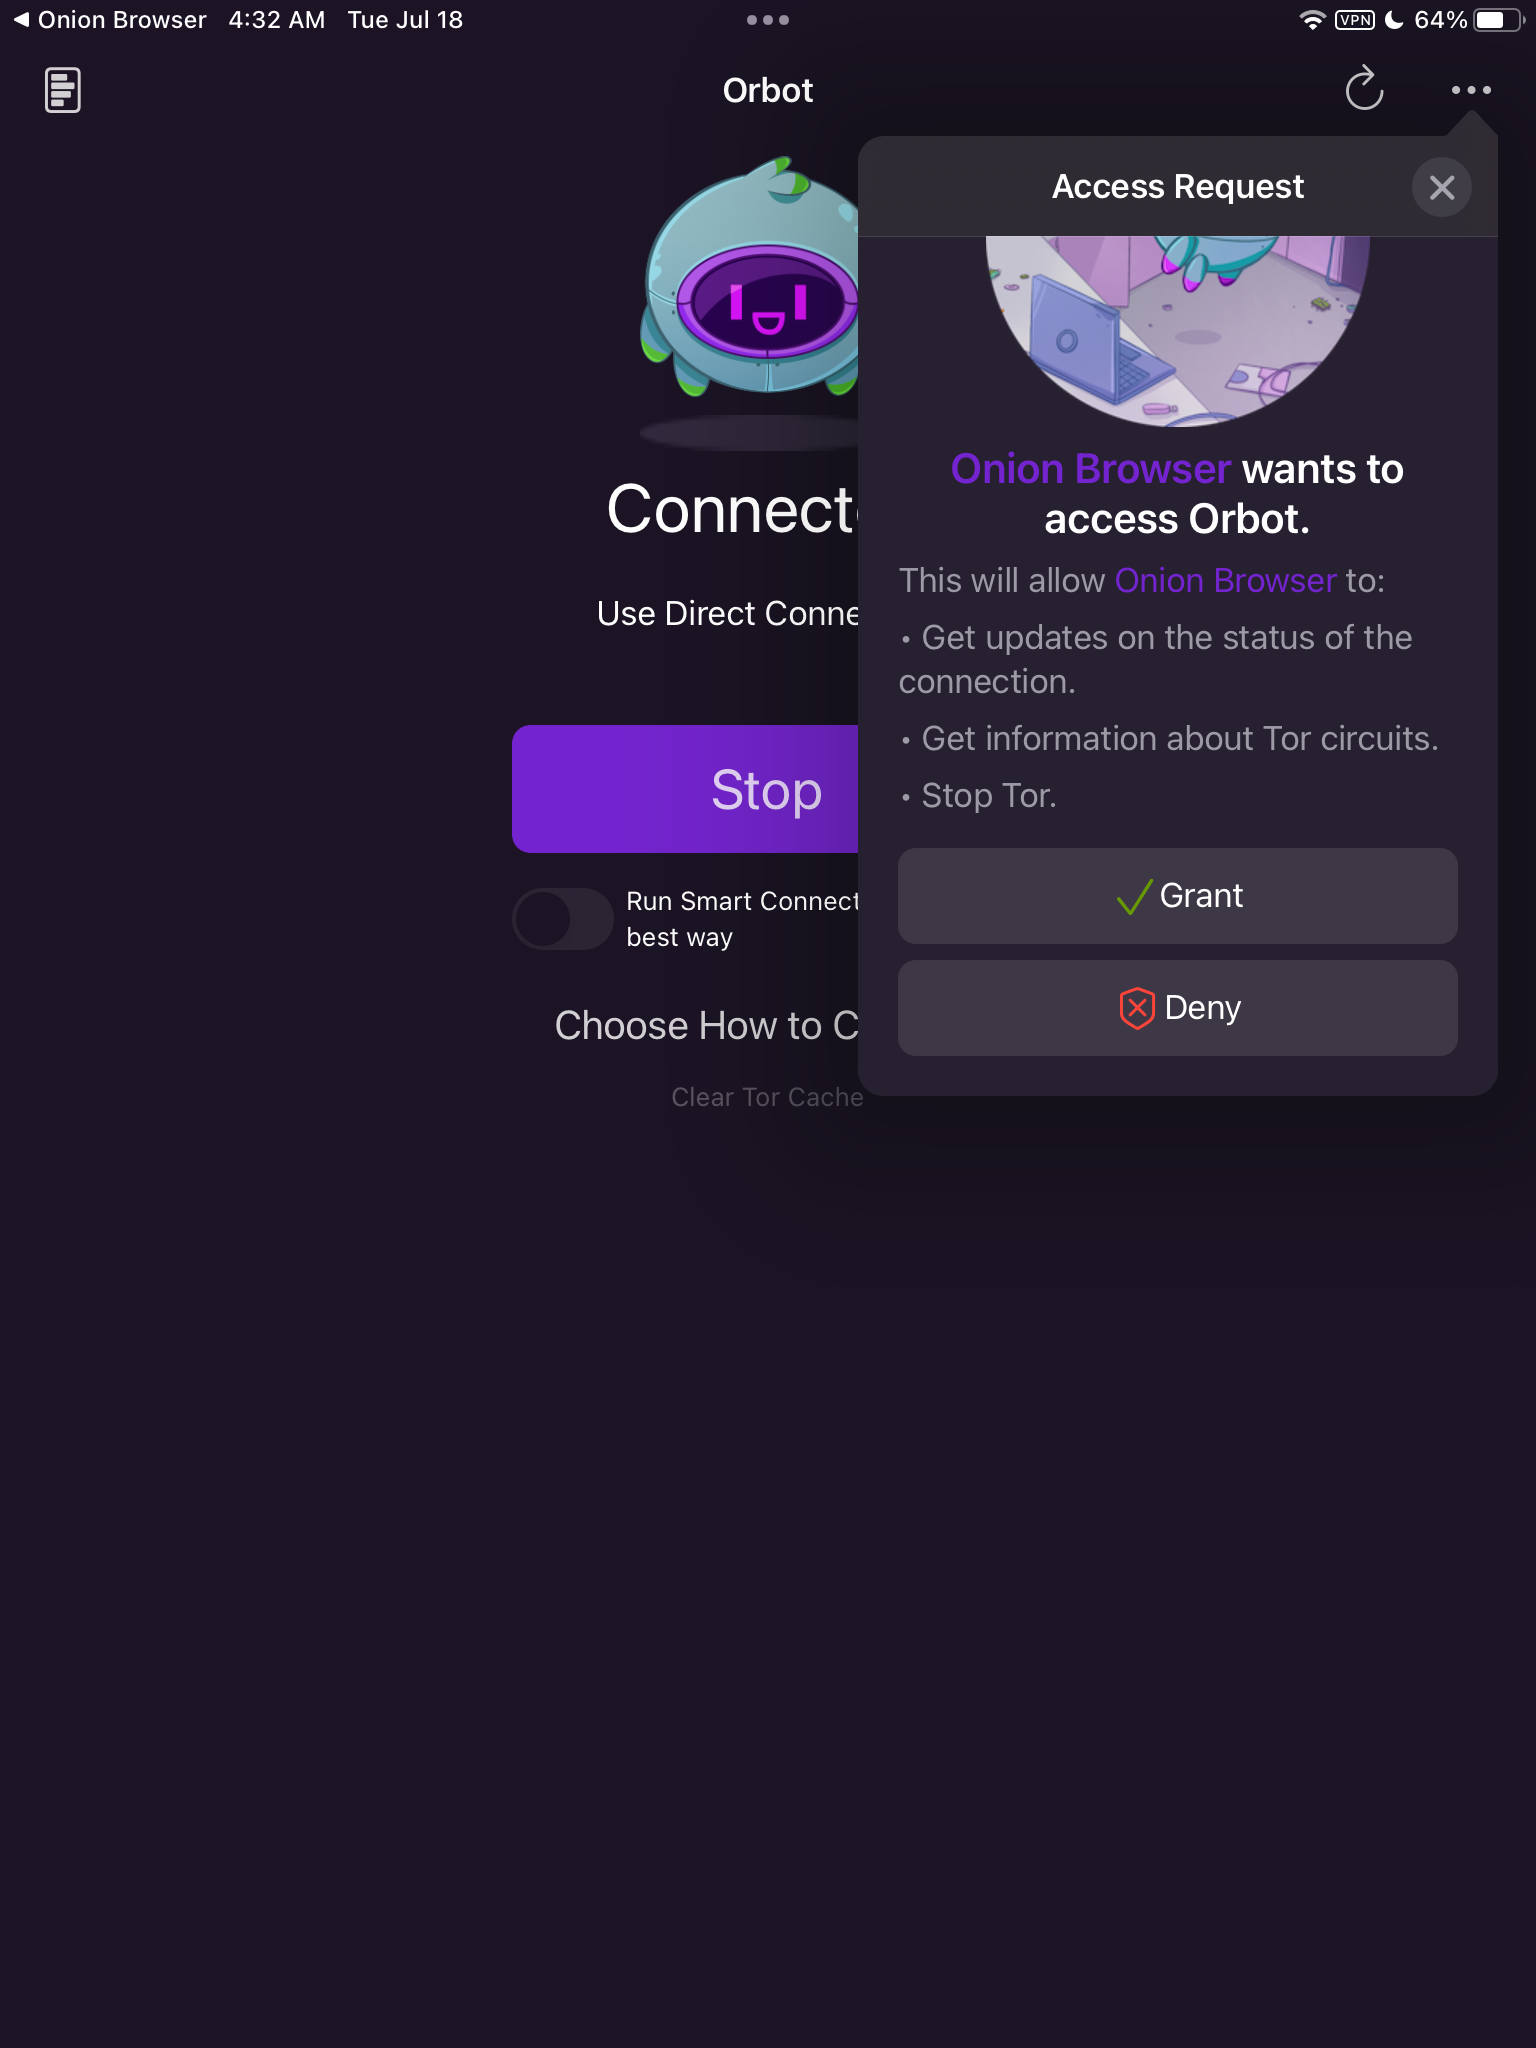 Onion Browser 4:32 AM Tue Jul 18 VPN 64%
Orbot
Access Request
Onion Browser wants to
access Orbot.
This will allow Onion Browser to:
• Get updates on the status of the
connection.
• Get information about Tor circuits.
• Stop Tor.
Grant
Deny
Connect
Use Direct Conne
Stop
Run Smart Connect
best way
Choose How to C
Clear Tor Cache